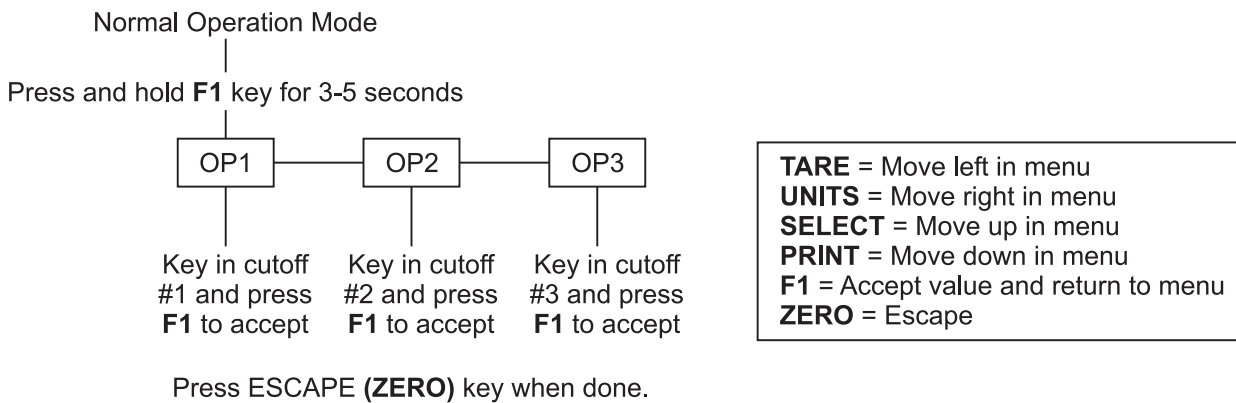 Normal Operation Mode
Press and hold F1 key for 3-5 seconds
OP1
OP2
OP3
Key in cutoff
#1 and press
F1 to accept
Key in cutoff
#2 and press
F1 to accept
Key in cutoff
#3 and press
F1 to accept
Press ESCAPE (ZERO) key when done.
TARE = Move left in menu
UNITS = Move right in menu
SELECT = Move up in menu
PRINT = Move down in menu
F1 = Accept value and return to menu
ZERO = Escape